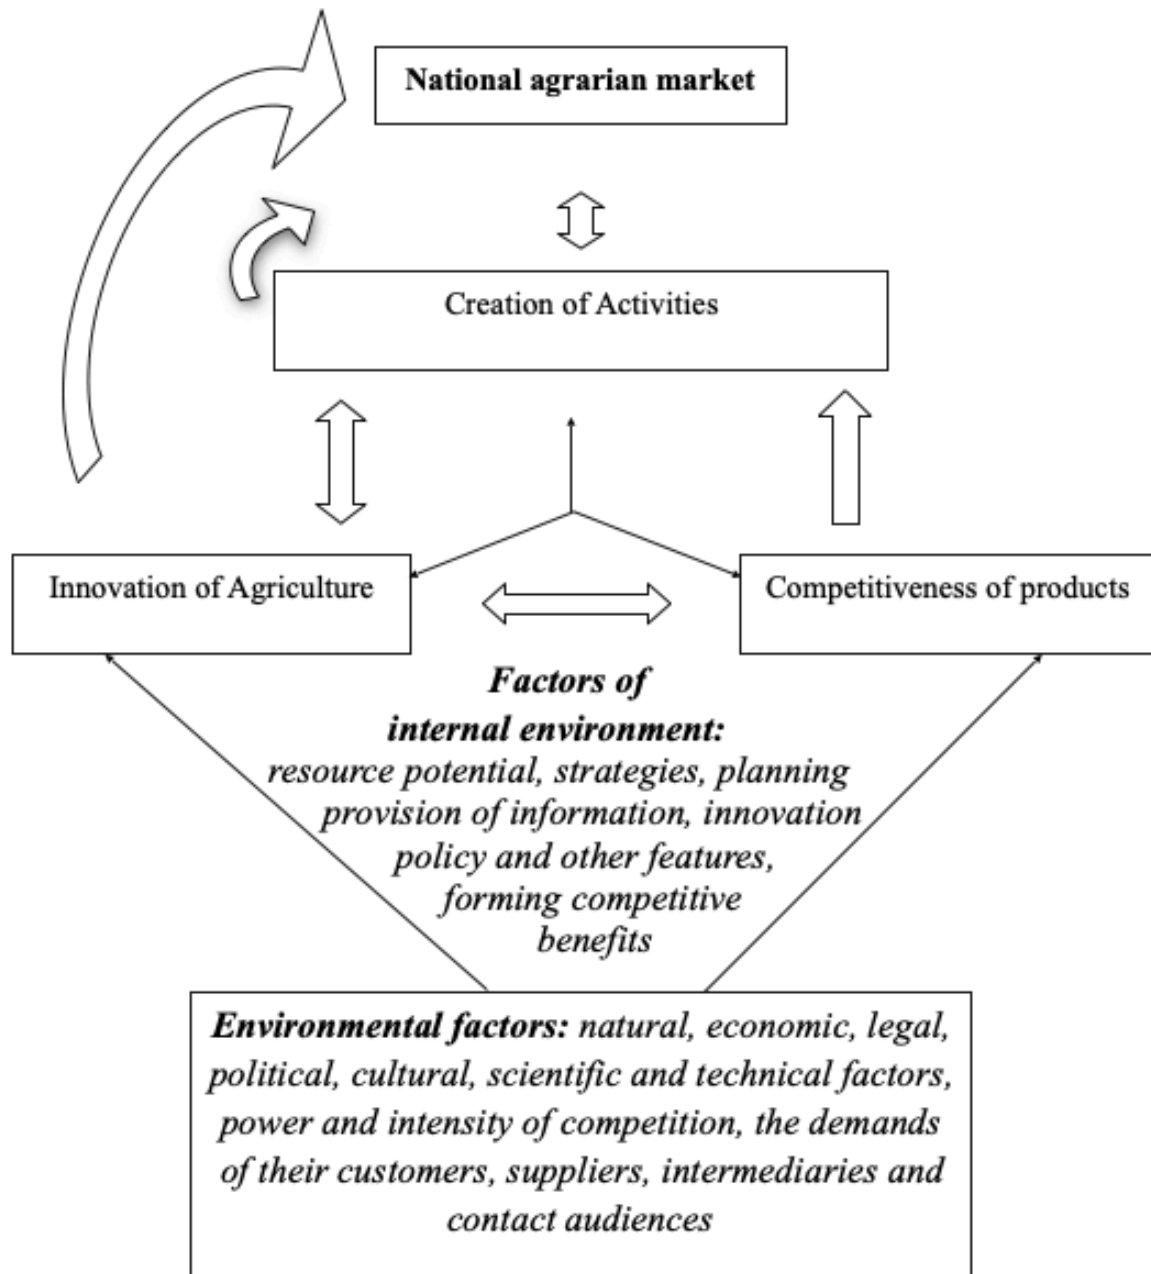 National agrarian market
Creation of Activities
Innovation of Agriculture
Competitiveness of products
Factors of
internal environment:
resource potential, strategies, planning
provision of information, innovation
policy and other features,
forming competitive
benefits
Environmental factors: natural, economic, legal,
political, cultural, scientific and technical factors,
power and intensity of competition, the demands
of their customers, suppliers, intermediaries and
contact audiences